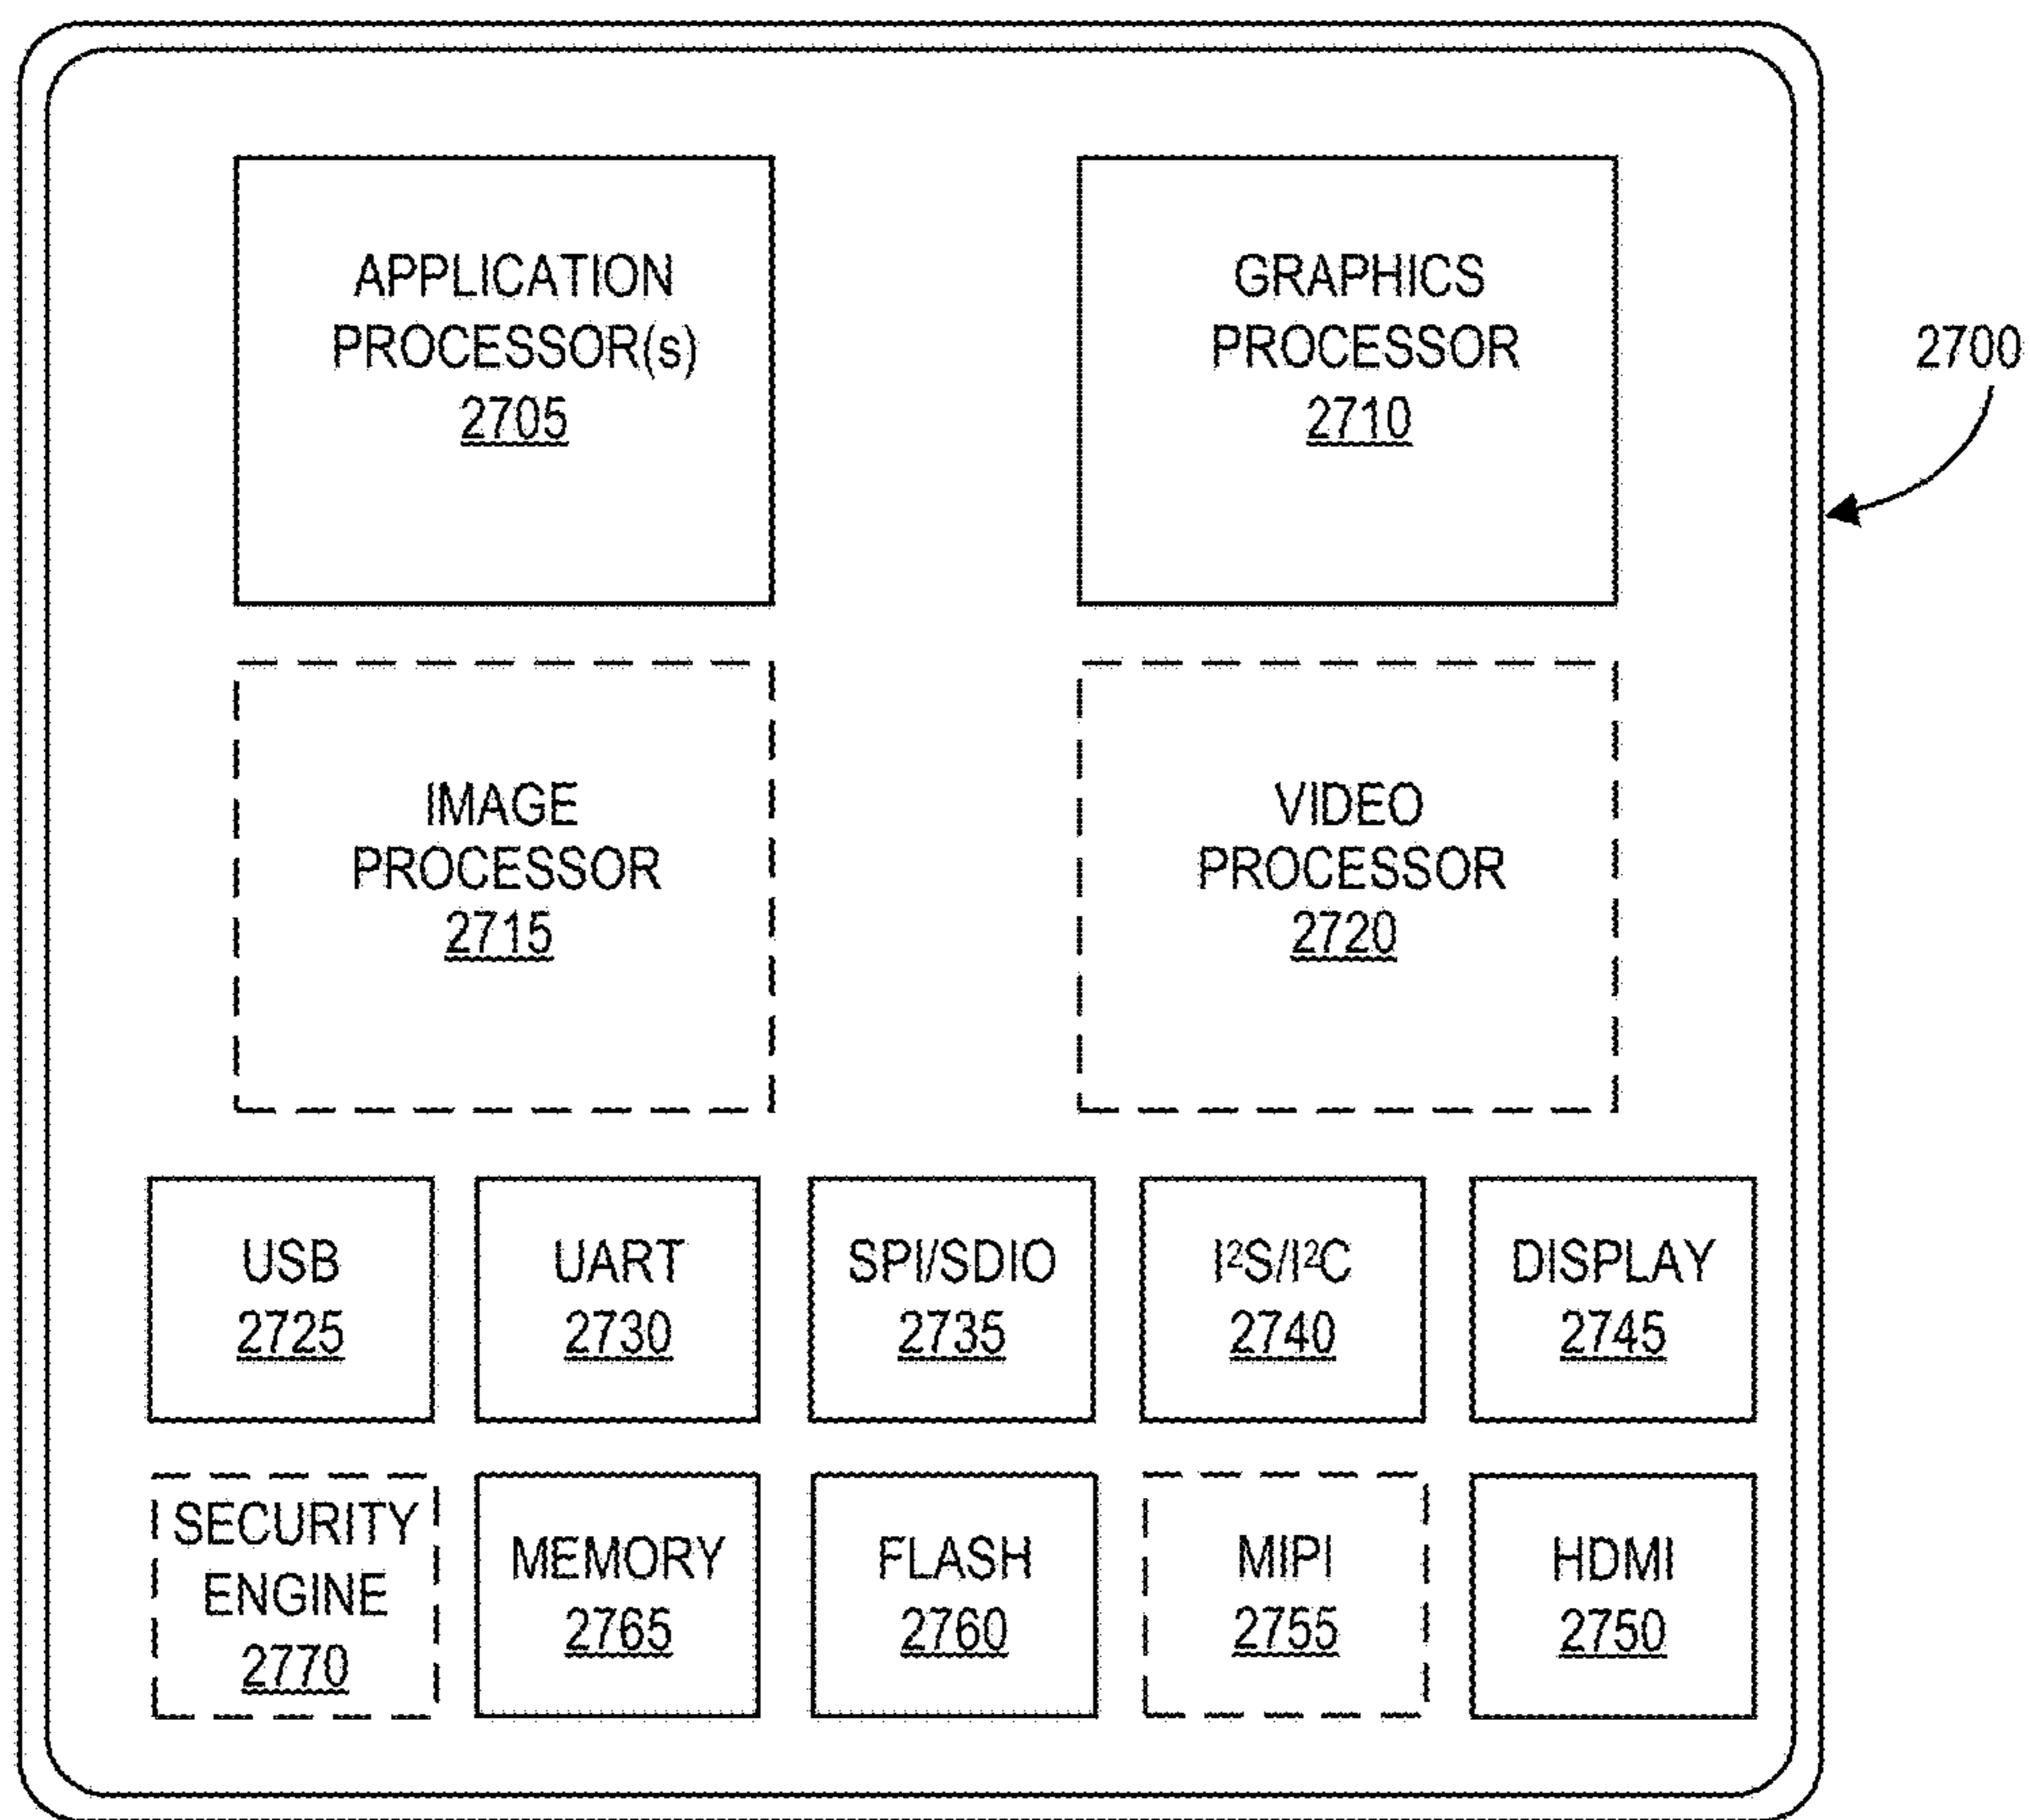 APPLICATION
PROCESSOR(s)
2705
GRAPHICS
PROCESSOR
2710
2700
IMAGE
PROCESSOR
2715
VIDEO
PROCESSOR
2720
USB
2725
UART
2730
SPI/SDIO
2735
I²S/I²C
2740
DISPLAY
2745
SECURITY
ENGINE
2770
MEMORY
2765
FLASH
2760
MIPI
2755
HDMI
2750